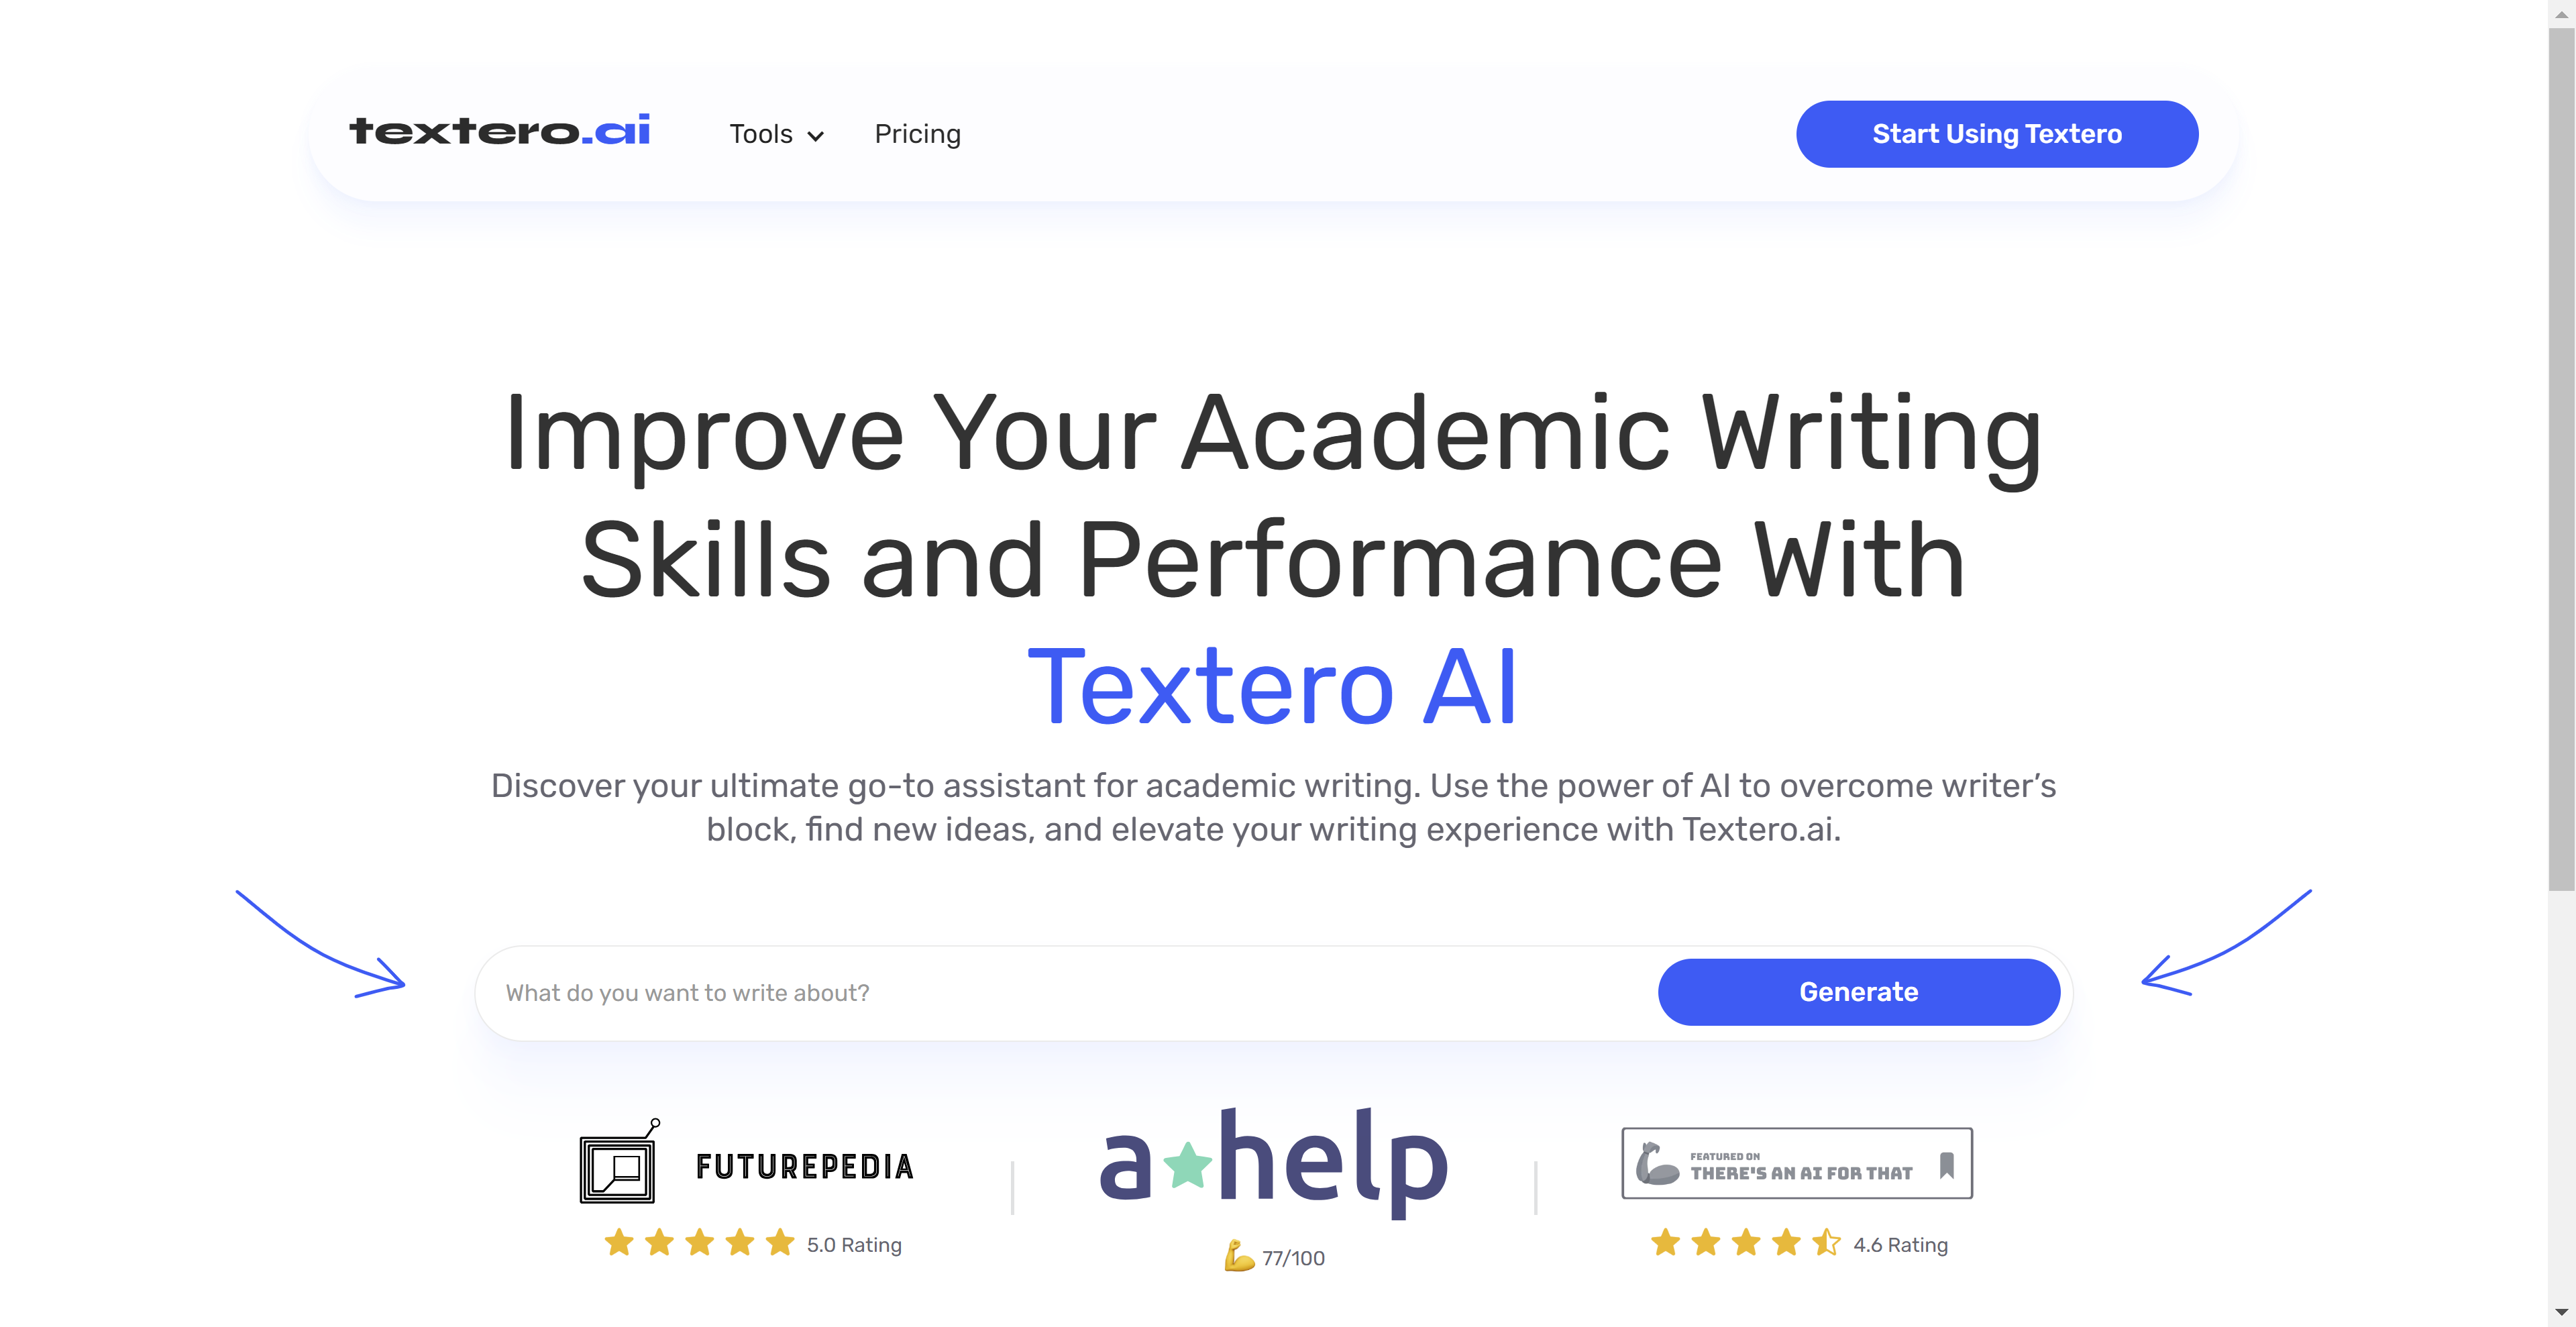 textero.ai
Tools
Pricing
Start Using Textero
Improve Your Academic Writing
Skills and Performance With
Textero AI
Discover your ultimate go-to assistant for academic writing. Use the power of AI to overcome writer’s
block, find new ideas, and elevate your writing experience with Textero.ai.
What do you want to write about?
Generate
FUTUREPEDIA
5.0 Rating
a help
77/100
FEATURED ON
THERE'S AN AI FOR THAT
4.6 Rating